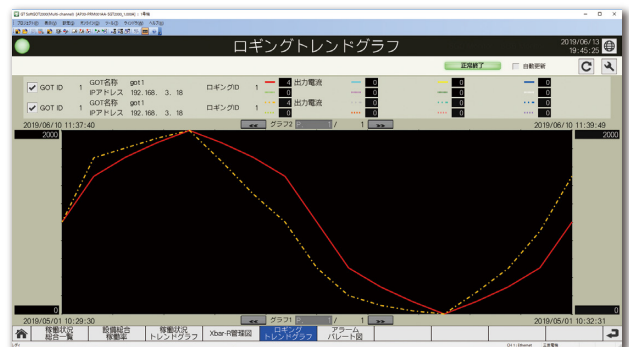 ロギングトレンドグラフ
2019/06/13
19:45:25
正常終了
自動更新
GOT ID 1 GOT名称 got1
IPアドレス 192.168. 3. 18
ロギングID 1
4 出力電流 0 0 0
0 0 0 0
GOT ID 1 GOT名称 got1
IPアドレス 192.168. 3. 18
ロギングID 1
4 出力電流 0 0 0
0 0 0 0
2019/06/10 11:37:40 << グラフ2 1 / 1 >> 2019/06/10 11:39:49
2000 2000
0 0
2019/05/01 10:29:30 << グラフ1 1 / 1 >> 2019/05/01 10:32:31
稼働状況
総合一覧
設備総合
稼働率
稼働状況
トレンドグラフ
Xbar-R管理図
ロギング
トレンドグラフ
アラーム
パレート図